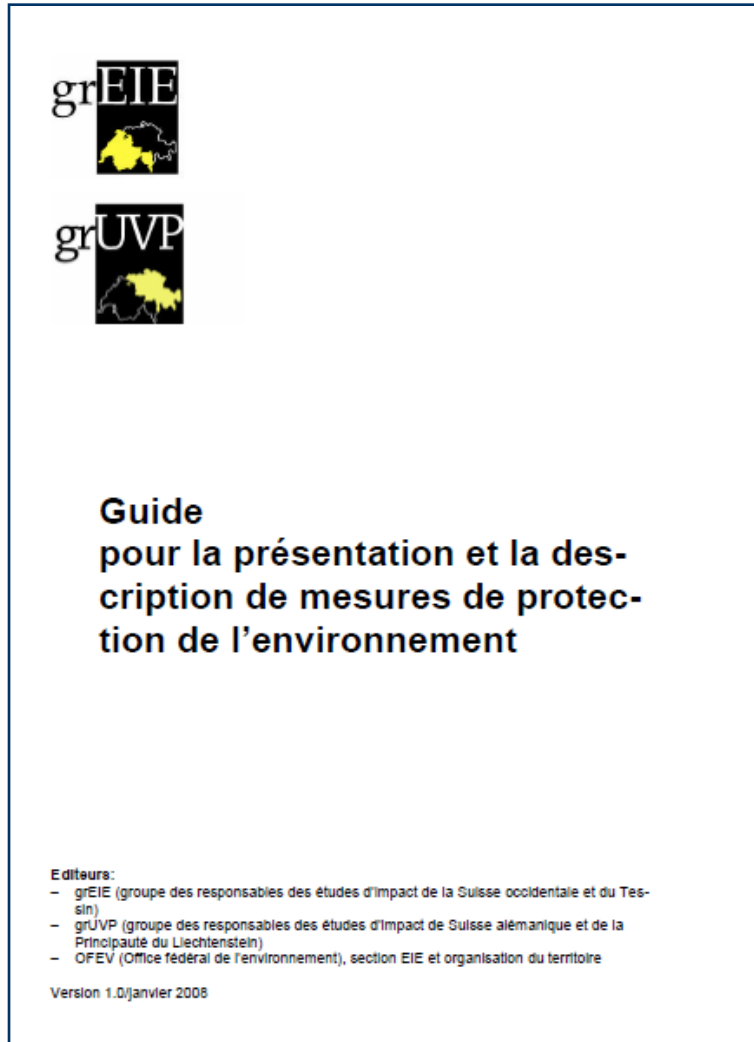 grEIE
grUVP
Guide
pour la présentation et la des-
cription de mesures de protec-
tion de l'environnement
Editeurs:
– grEIE (groupe des responsables des études d'impact de la Suisse occidentale et du Tes-
sin)
– grUVP (groupe des responsables des études d'impact de Suisse alémanique et de la
Principauté du Liechtenstein)
– OFEV (Office fédéral de l'environnement), section EIE et organisation du territoire
Version 1.0/janvier 2008